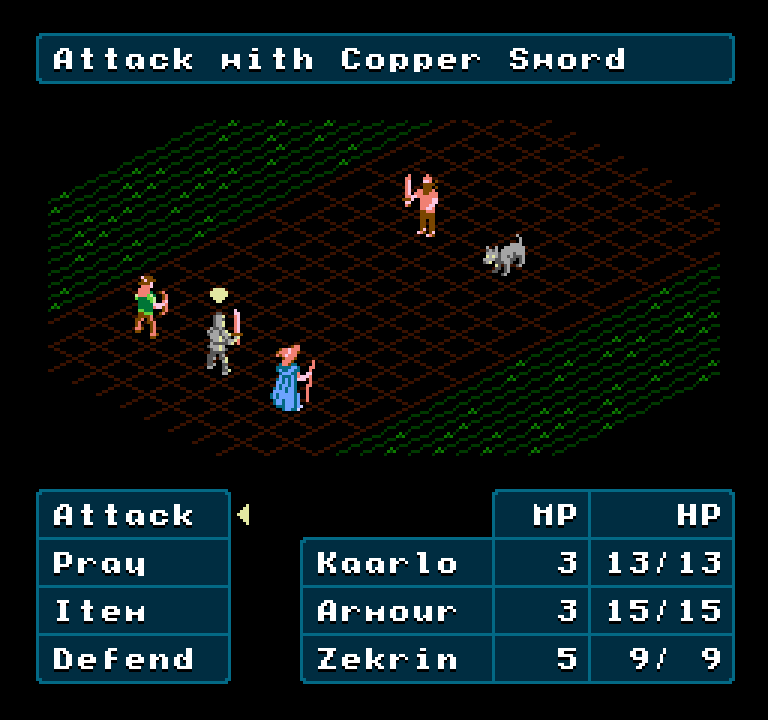 Attack with Copper Sword
Attack
Pray
Item
Defend
MP HP
Kaarlo 3 13/13
Armour 3 15/15
Zekrin 5 9/ 9